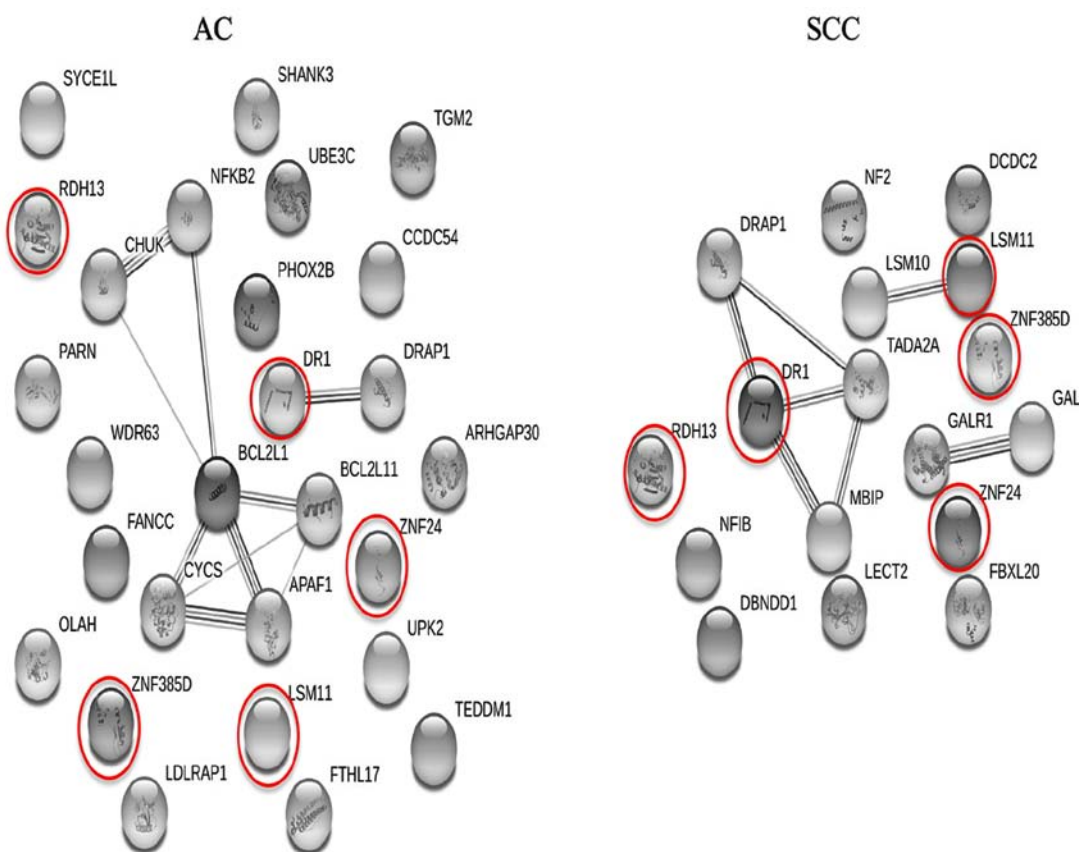 AC
SYCE1L
SHANK3
TGM2
RDH13
NFKB2
UBE3C
CHUK
CCDC54
PHOX2B
PARN
DR1
DRAP1
WDR63
BCL2L1
BCL2L11
ARHGAP30
FANCC
ZNF24
CYCS
APAF1
OLAH
UPK2
ZNF385D
LSM11
TEDDM1
LDLRAP1
FTHL17
SCC
NF2
DCDC2
DRAP1
LSM10
LSM11
ZNF385D
TADA2A
DR1
GAL
RDH13
GALR1
MBIP
ZNF24
NFIB
LECT2
FBXL20
DBNDD1